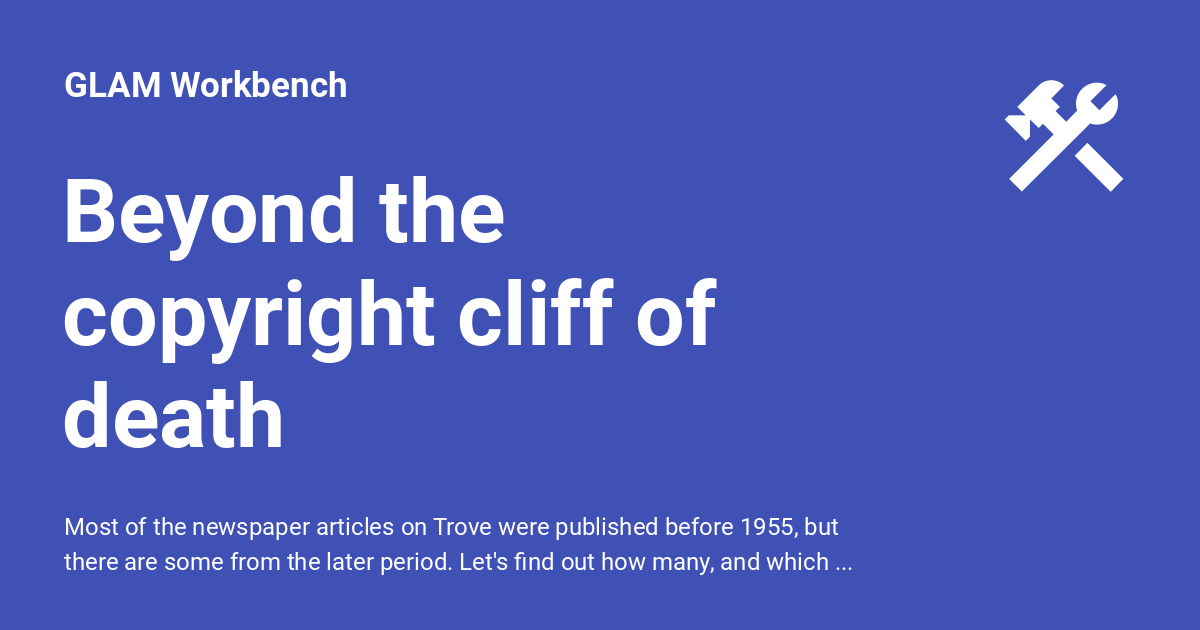 GLAM Workbench
Beyond the
copyright cliff of
death
Most of the newspaper articles on Trove were published before 1955, but
there are some from the later period. Let's find out how many, and which ...